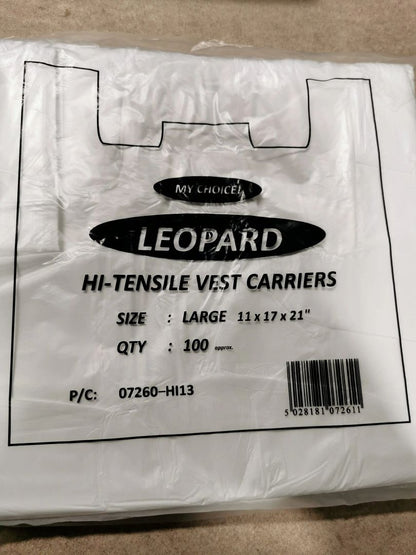 MY CHOICE!
LEOPARD
HI-TENSILE VEST CARRIERS
SIZE : LARGE 11 x 17 x 21"
QTY : 100 approx.
P/C: 07260-HI13
5 028181 072611